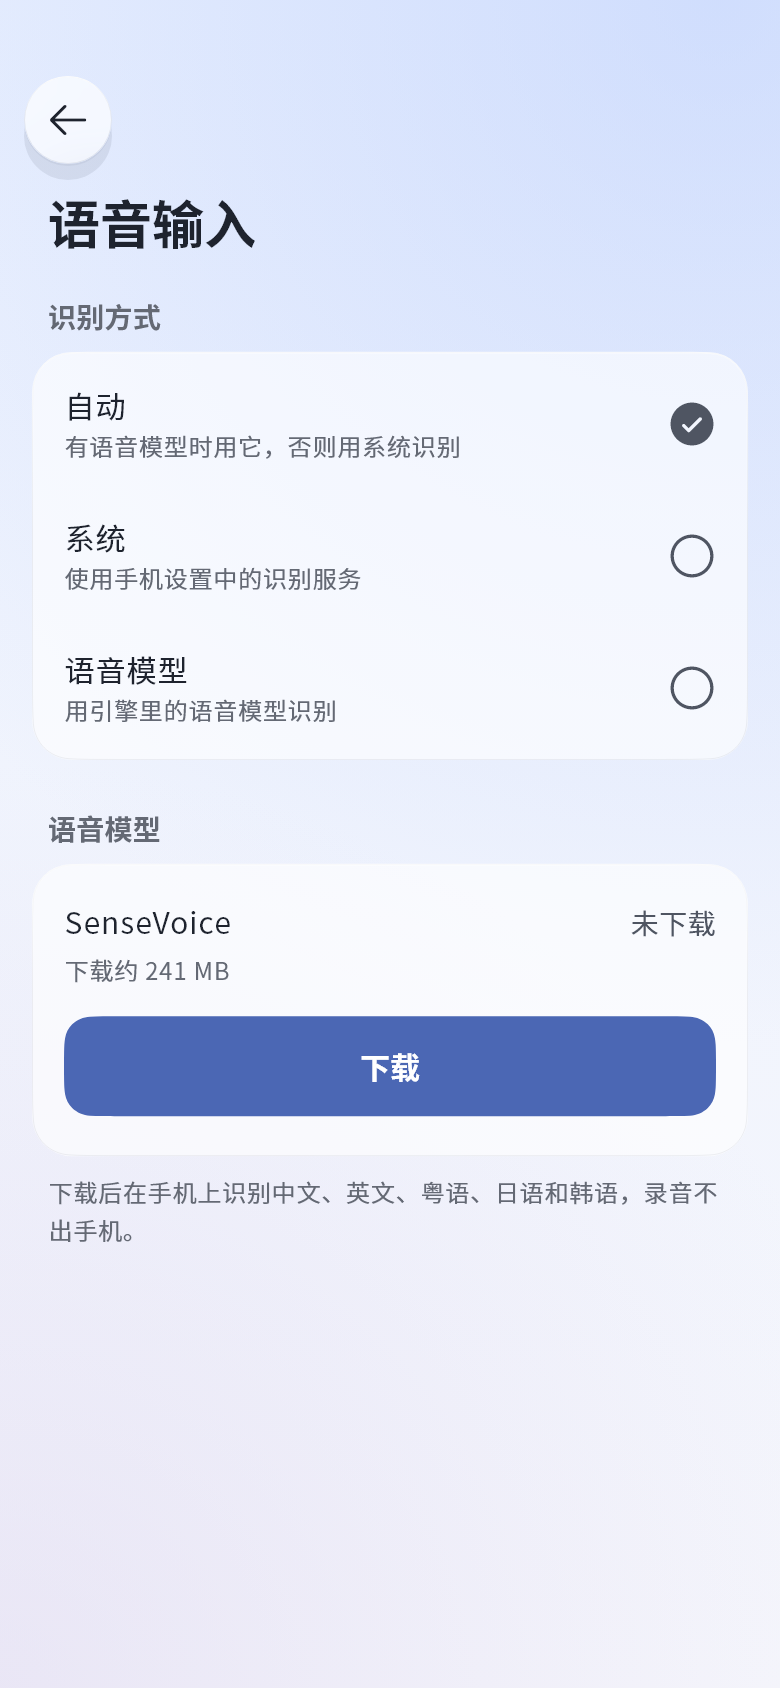 语音输入
识别方式
自动
有语音模型时用它，否则用系统识别
系统
使用手机设置中的识别服务
语音模型
用引擎里的语音模型识别
语音模型
SenseVoice
未下载
下载约 241 MB
下载
下载后在手机上识别中文、英文、粤语、日语和韩语，录音不
出手机。